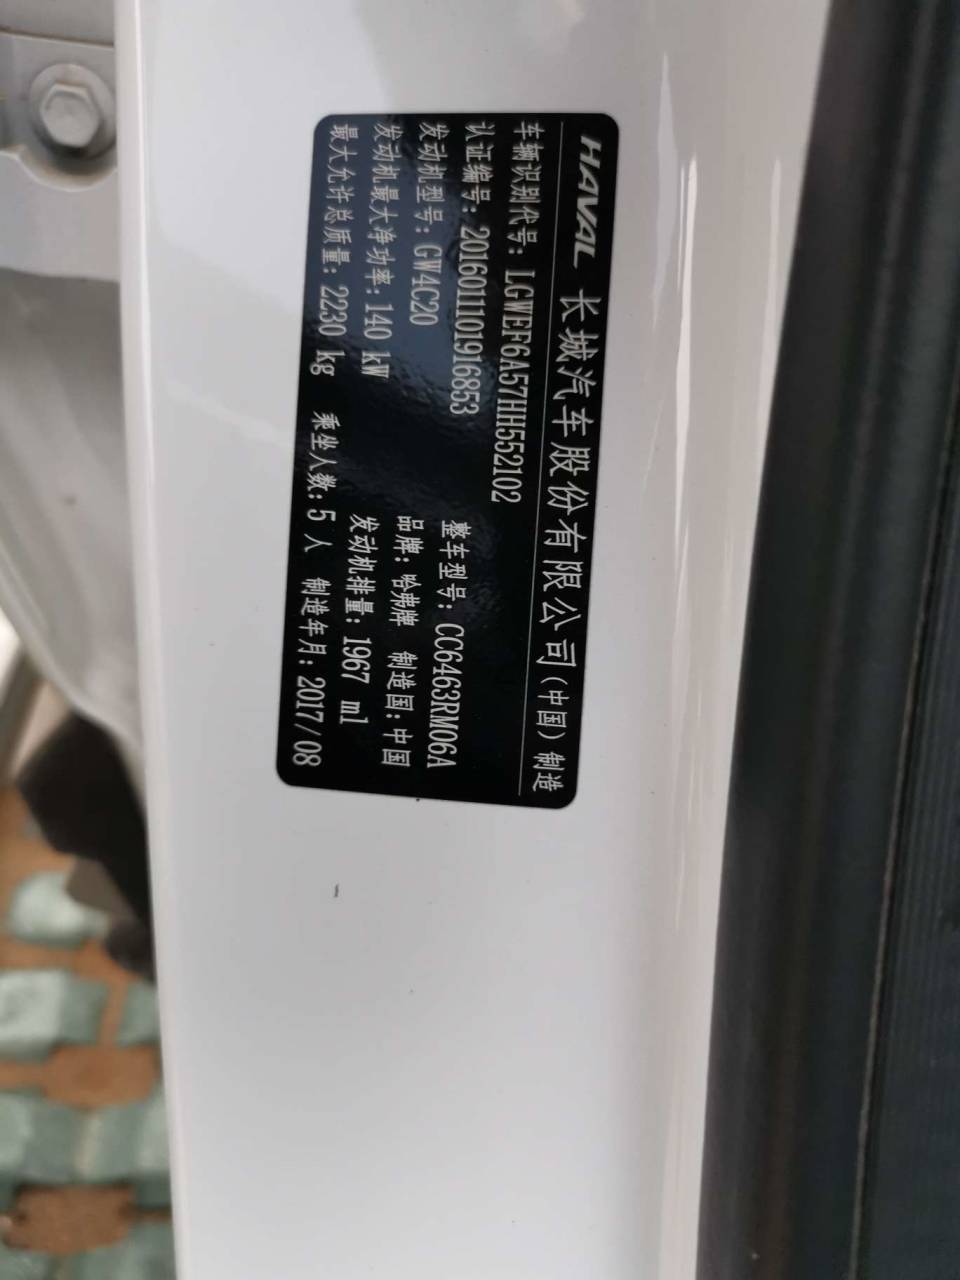 HAVAL 长城汽车股份有限公司(中国)制造
车辆识别代号: LGWEF6A57HH552102
认证编号: 2016011101916853 整车型号: CC6463RM06A
发动机型号: GW4C20 品牌: 哈弗牌 制造国: 中国
发动机最大净功率: 140 kW 发动机排量: 1967 ml
最大允许总质量: 2230 kg 乘坐人数: 5 人 制造年月: 2017/08